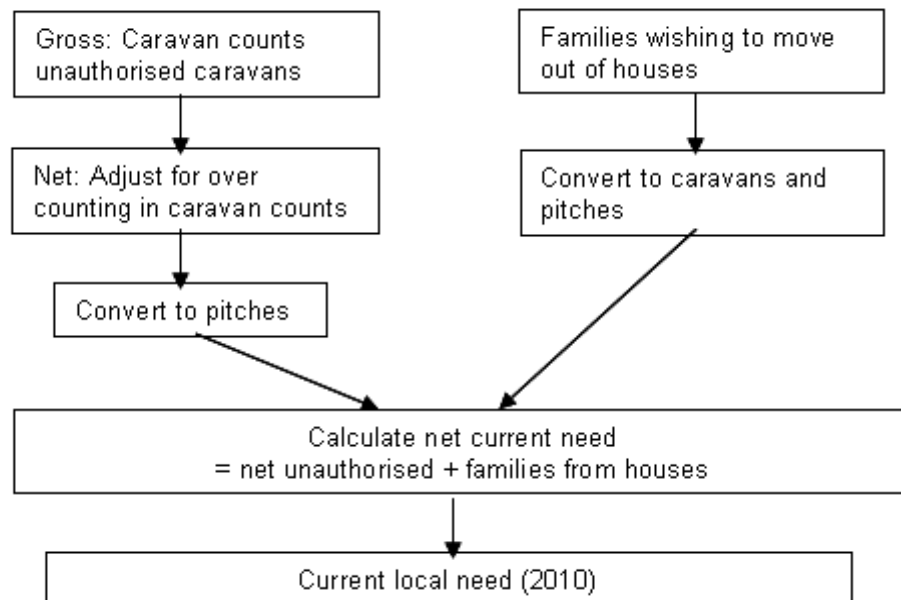 Gross: Caravan counts
unauthorised caravans
Families wishing to move
out of houses
Net: Adjust for over
counting in caravan counts
Convert to caravans and
pitches
Convert to pitches
Calculate net current need
= net unauthorised + families from houses
Current local need (2010)